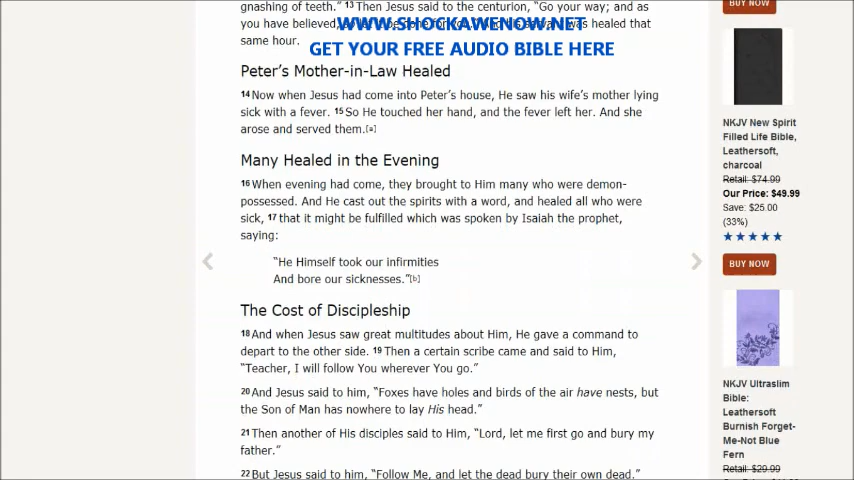 gnashing of teeth." 13 Then Jesus said to the centurion, "Go your way; and as
you have believed, so let it be done for you." And his servant was healed that
same hour.
WWW.SHOCKAWENOW.NET
GET YOUR FREE AUDIO BIBLE HERE
Peter's Mother-in-Law Healed
14 Now when Jesus had come into Peter's house, He saw his wife's mother lying
sick with a fever. 15 So He touched her hand, and the fever left her. And she
arose and served them.[a]
Many Healed in the Evening
16 When evening had come, they brought to Him many who were demon-
possessed. And He cast out the spirits with a word, and healed all who were
sick, 17 that it might be fulfilled which was spoken by Isaiah the prophet,
saying:
"He Himself took our infirmities
And bore our sicknesses."[b]
The Cost of Discipleship
18 And when Jesus saw great multitudes about Him, He gave a command to
depart to the other side. 19 Then a certain scribe came and said to Him,
"Teacher, I will follow You wherever You go."
20 And Jesus said to him, "Foxes have holes and birds of the air have nests, but
the Son of Man has nowhere to lay His head."
21 Then another of His disciples said to Him, "Lord, let me first go and bury my
father."
22 But Jesus said to him, "Follow Me, and let the dead bury their own dead."
BUY NOW
NKJV New Spirit
Filled Life Bible,
Leathersoft,
charcoal
Retail: $74.99
Our Price: $49.99
Save: $25.00
(33%)
BUY NOW
NKJV Ultraslim
Bible:
Leathersoft
Burnish Forget-
Me-Not Blue
Fern
Retail: $29.99